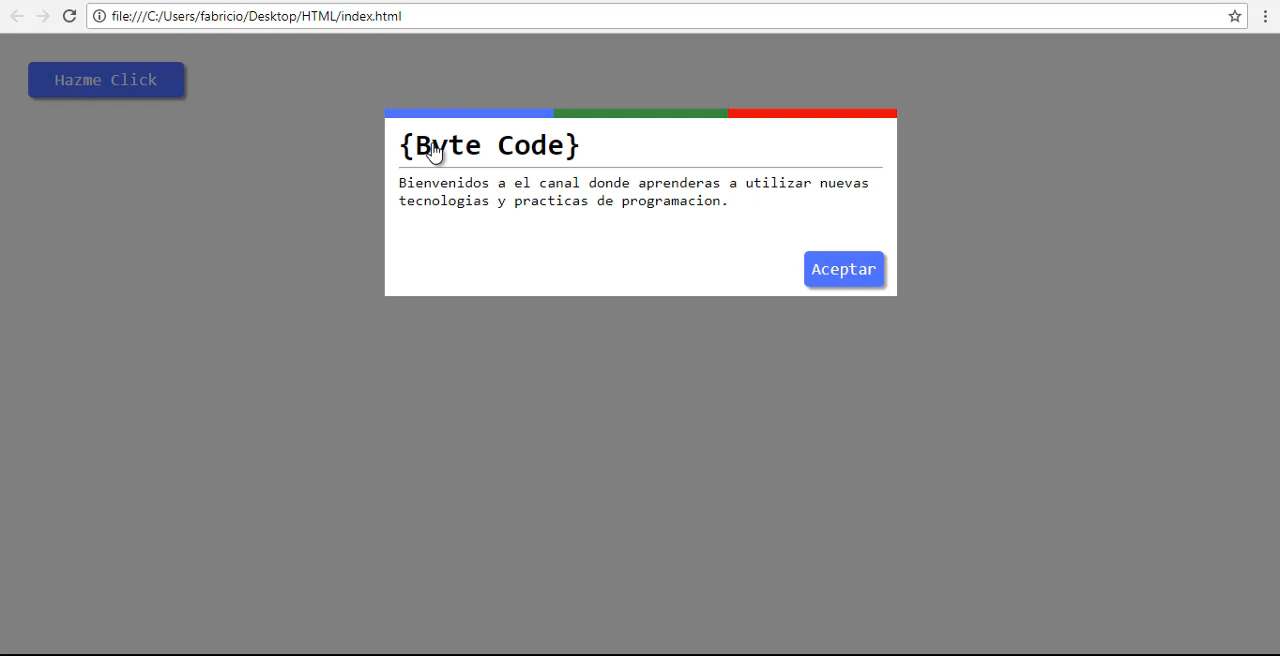 file:///C:/Users/fabricio/Desktop/HTML/index.html
Hazme Click
{Byte Code}
Bienvenidos a el canal donde aprenderas a utilizar nuevas
tecnologias y practicas de programacion.
Aceptar